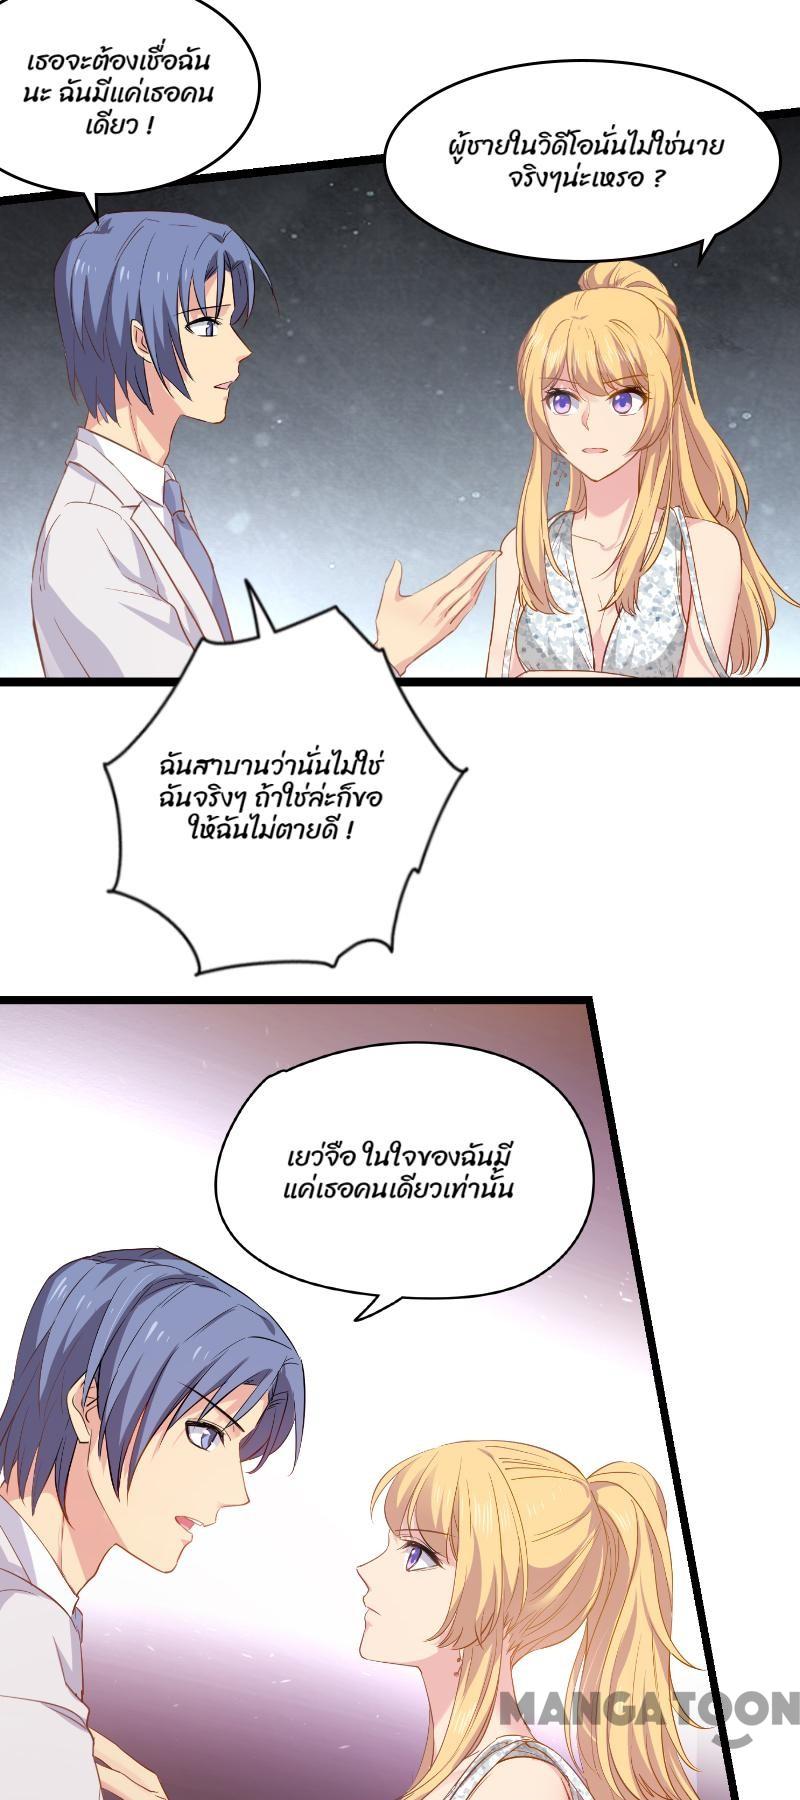 เธอจะต้องเชื่อฉัน
นะ ฉันมีแค่เธอคน
เดียว !
ผู้ชายในวิดีโอนั่นไม่ใช่นาย
จริงๆน่ะเหรอ ?
ฉันสาบานว่านั่นไม่ใช่
ฉันจริงๆ ถ้าใช่ล่ะก็ขอ
ให้ฉันไม่ตายดี !
เยว่จือ ในใจของฉันมี
แค่เธอคนเดียวเท่านั้น
MANGATOON